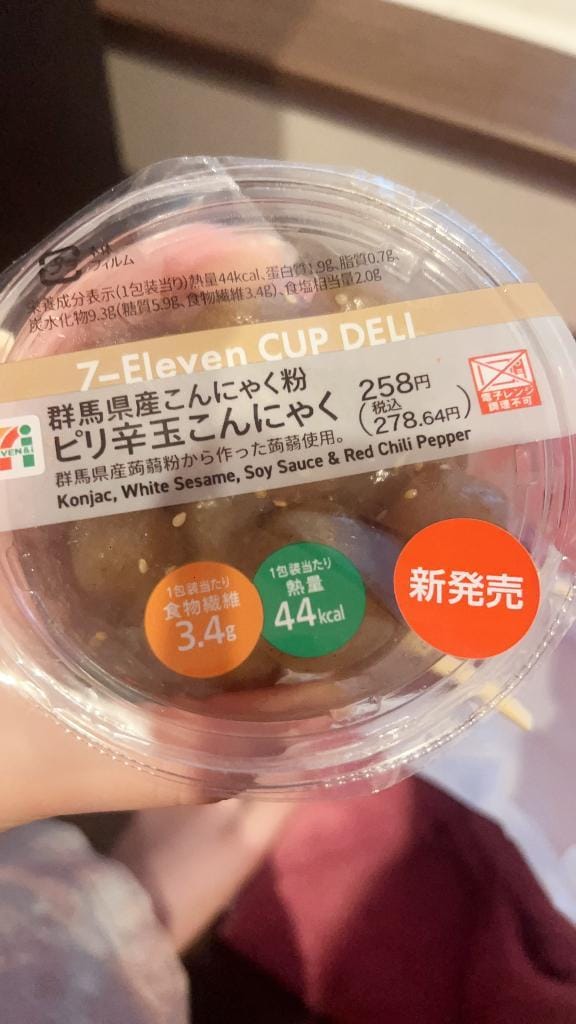 本体
フィルム
栄養成分表示(1包装当り)熱量44kcal、蛋白質1.9g、脂質0.7g、
炭水化物9.3g(糖質5.9g、食物繊維3.4g)、食塩相当量2.0g
7-Eleven CUP DELI
群馬県産こんにゃく粉
ピリ辛玉こんにゃく
258円
(税込
278.64円)
電子レンジ
調理不可
群馬県産蒟蒻粉から作った蒟蒻使用。
Konjac, White Sesame, Soy Sauce & Red Chili Pepper
VEN&i
1包装当たり
食物繊維
3.4g
1包装当たり
熱量
44kcal
新発売